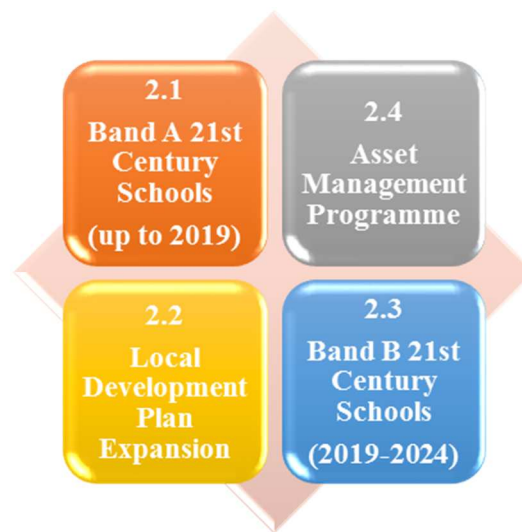 2.1
Band A 21st
Century
Schools
(up to 2019)
2.4
Asset
Management
Programme
2.2
Local
Development
Plan
Expansion
2.3
Band B 21st
Century
Schools
(2019-2024)